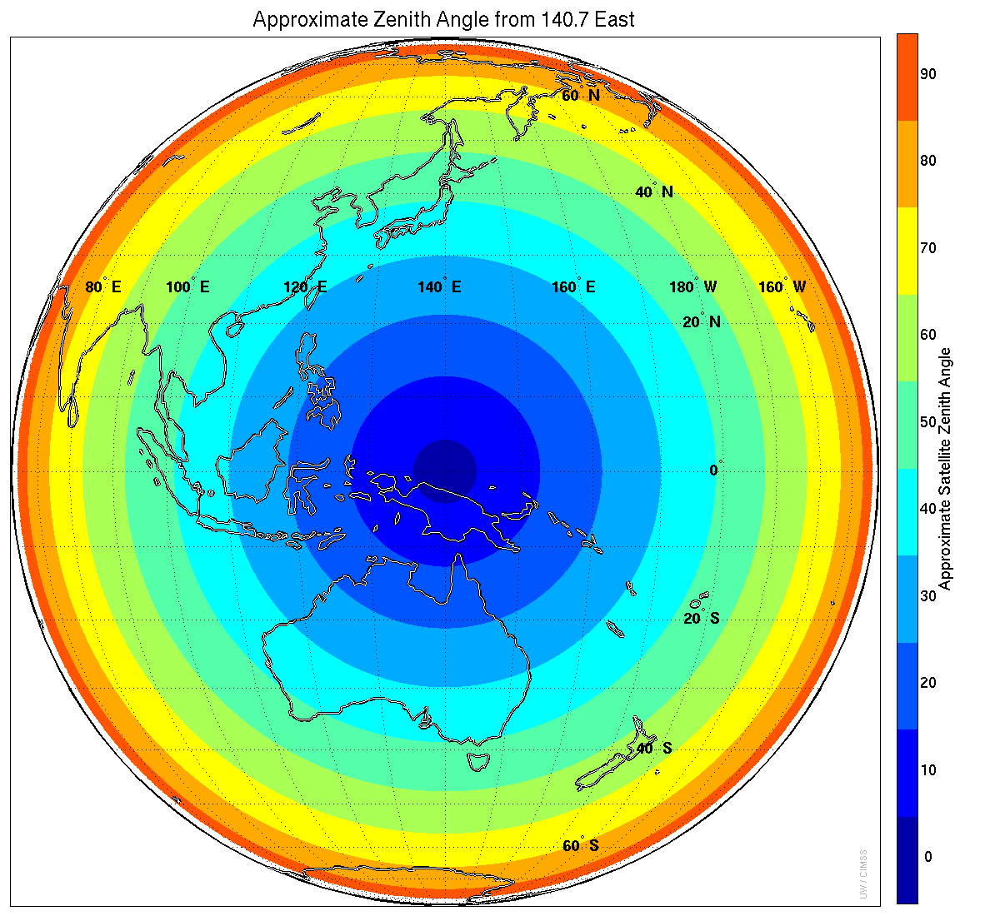 Approximate Zenith Angle from 140.7 East
90
60° N
80
40° N
70
80° E 100° E 120° E 140° E 160° E 180° W 160° W
20° N
60
50
0°
40
30
20° S
20
40° S
10
60° S
0
Approximate Satellite Zenith Angle
UW / CIMSS